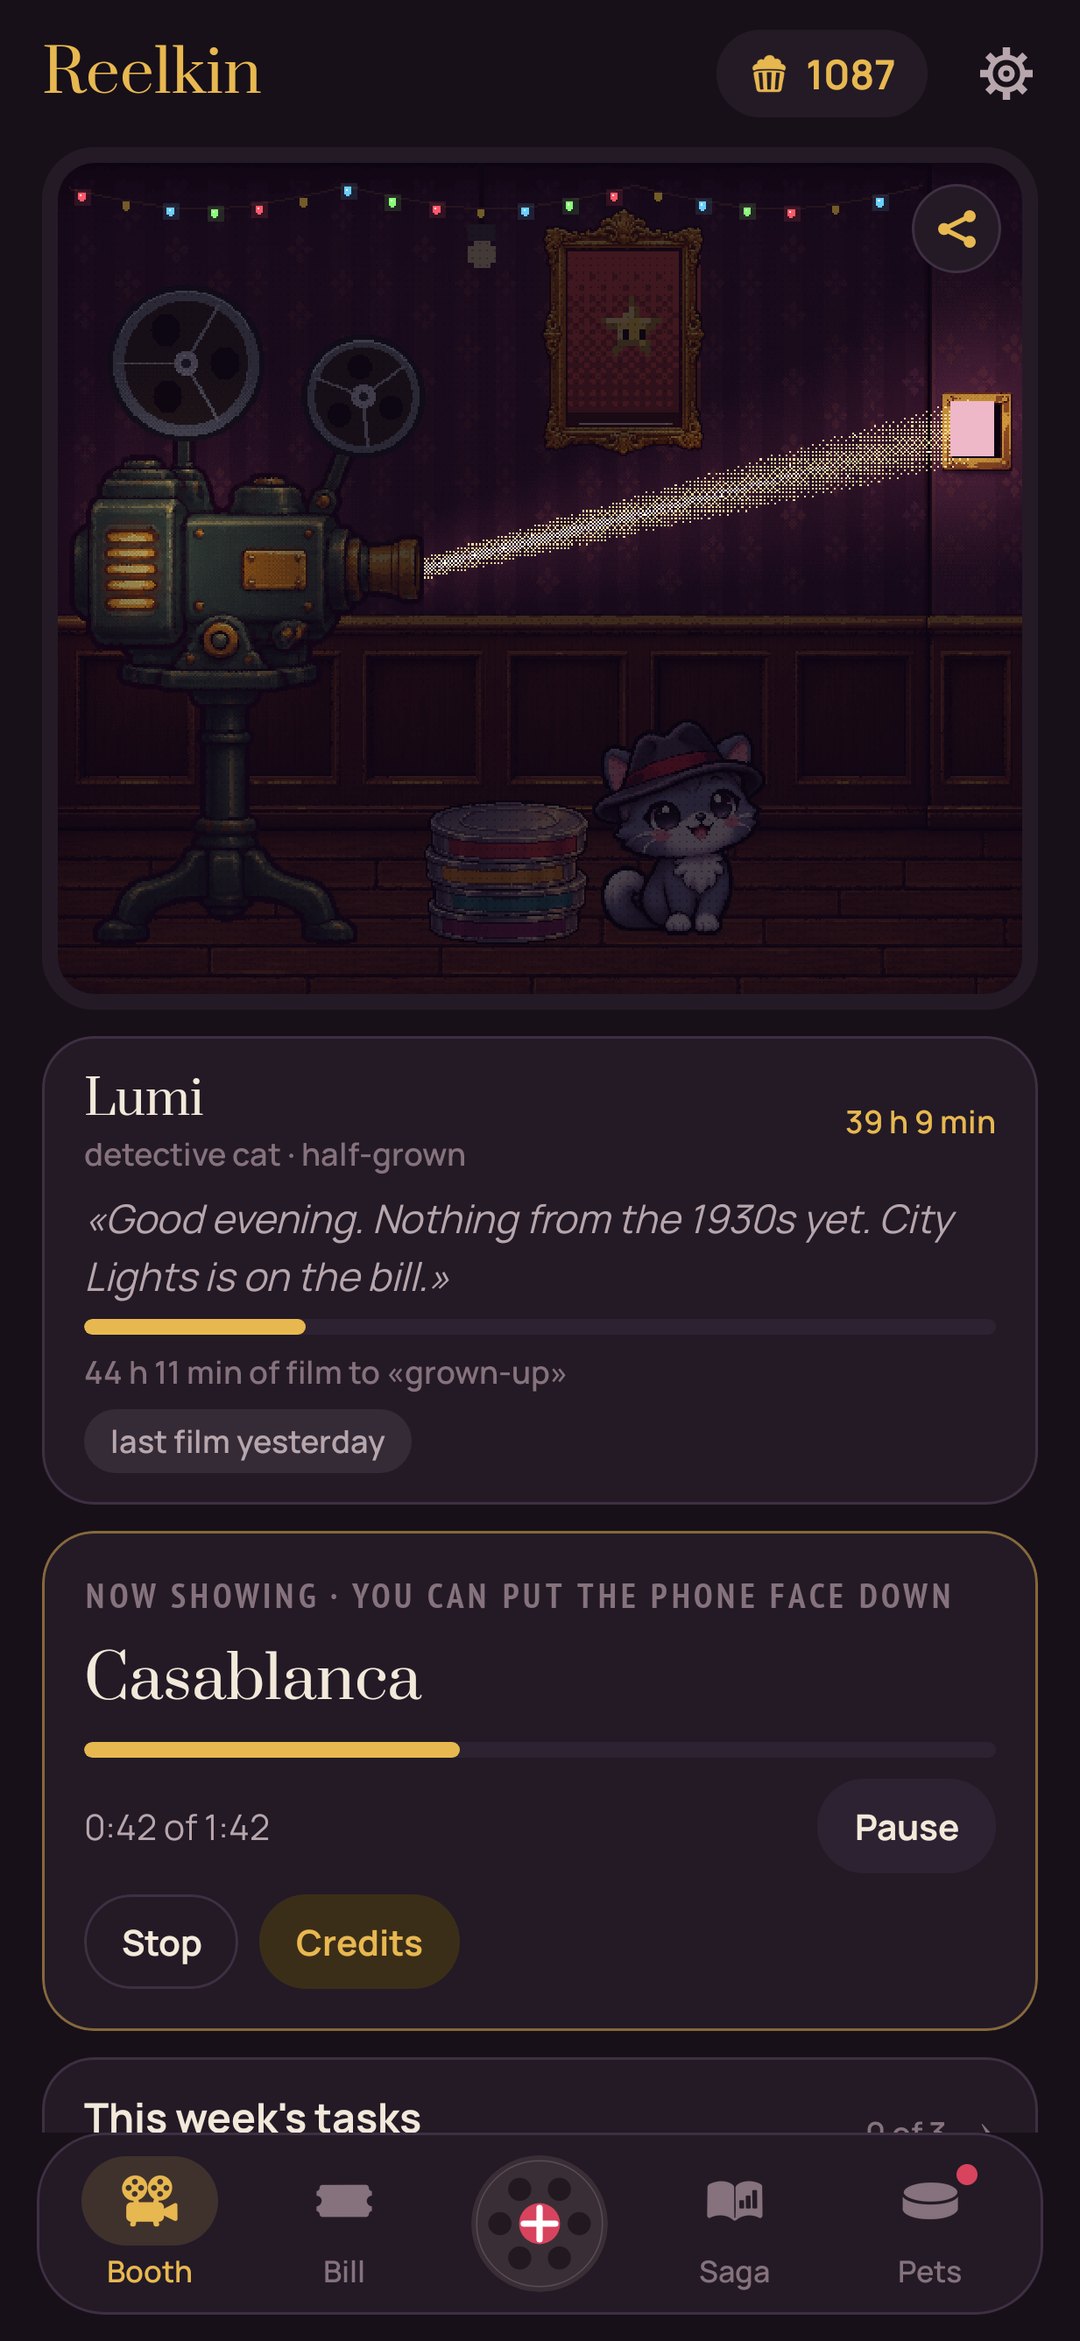 Reelkin
1087
Lumi
39 h 9 min
detective cat · half-grown
«Good evening. Nothing from the 1930s yet. City
Lights is on the bill.»
44 h 11 min of film to «grown-up»
last film yesterday
NOW SHOWING · YOU CAN PUT THE PHONE FACE DOWN
Casablanca
0:42 of 1:42
Pause
Stop
Credits
This week's tasks
of 3
Booth
Bill
Saga
Pets